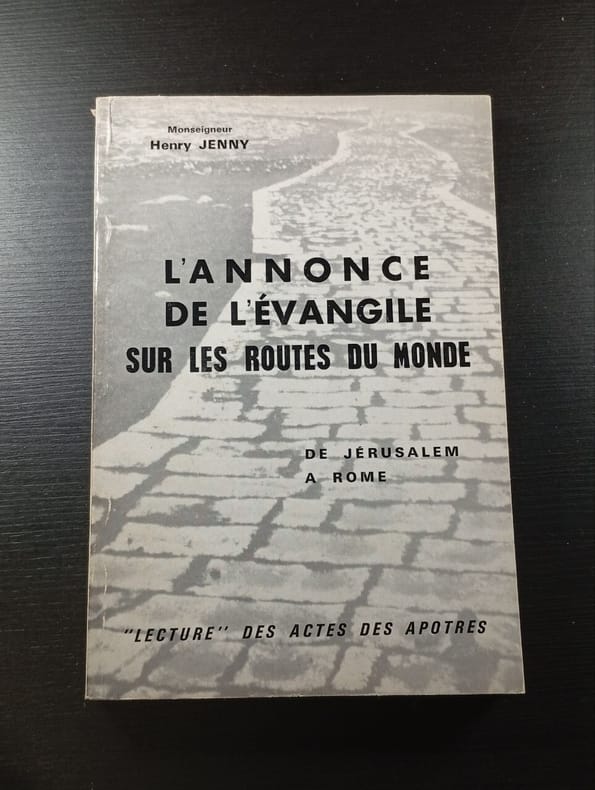 Monseigneur
Henry JENNY
L'ANNONCE
DE L'ÉVANGILE
SUR LES ROUTES DU MONDE
DE JÉRUSALEM
A ROME
"LECTURE" DES ACTES DES APOTRES